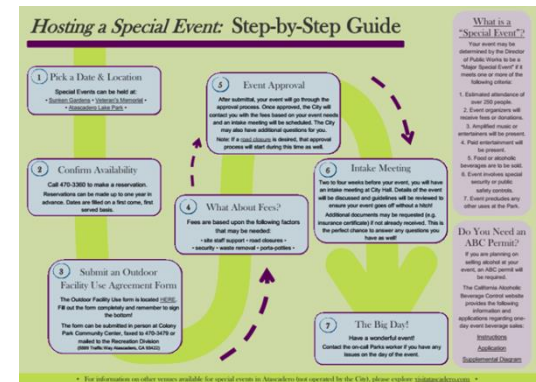 Hosting a Special Event: Step-by-Step Guide
1
Pick a Date & Location
Special Events can be held at:
• Sunken Gardens • Veteran's Memorial •
• Atascadero Lake Park •
2
Confirm Availability
Call 470-3360 to make a reservation.
Reservations can be made up to one year in
advance. Dates are filled on a first come, first
served basis.
3
Submit an Outdoor
Facility Use Agreement Form
The Outdoor Facility Use form is located HERE.
Fill out the form completely and remember to sign
the bottom!
The form can be submitted in person at Colony
Park Community Center, faxed to 470-3479 or
mailed to the Recreation Division
(5599 Traffic Way Atascadero, CA 93422)
4
What About Fees?
Fees are based upon the following factors
that may be needed:
• site staff support • road closures •
• security • waste removal • porta-potties •
5
Event Approval
After submittal, your event will go through the
approval process. Once approved, the City will
contact you with the fees based on your event needs
and an intake meeting will be scheduled. The City
may also have additional questions for you.
Note: If a road closure is desired, that approval
process will start during this time as well.
6
Intake Meeting
Two to four weeks before your event, you will have
an intake meeting at City Hall. Details of the event
will be discussed and guidelines will be reviewed to
ensure your event goes off without a hitch!
Additional documents may be requested (e.g.
insurance certificate) if not already received. This is
the perfect chance to answer any questions you
have as well!
7
The Big Day!
Have a wonderful event!
Contact the on-call Parks worker if you have any
issues on the day of the event.
What is a
"Special Event"?
Your event may be
determined by the Director
of Public Works to be a
"Major Special Event" if it
meets one or more of the
following criteria:
1. Estimated attendance of
over 250 people.
2. Event organizers will
receive fees or donations.
3. Amplified music or
entertainers will be present.
4. Paid entertainment will
be present.
5. Food or alcoholic
beverages are to be sold.
6. Event involves special
security or public
safety controls.
7. Event precludes any
other uses at the Park.
Do You Need an
ABC Permit?
If you are planning on
selling alcohol at your
event, an ABC permit will
be required.
The California Alcoholic
Beverage Control website
provides the following
information and
applications regarding one-
day event beverage sales:
Instructions
Application
Supplemental Diagram
• For information on other venues available for special events in Atascadero (not operated by the City), please explore visitatascadero.com •